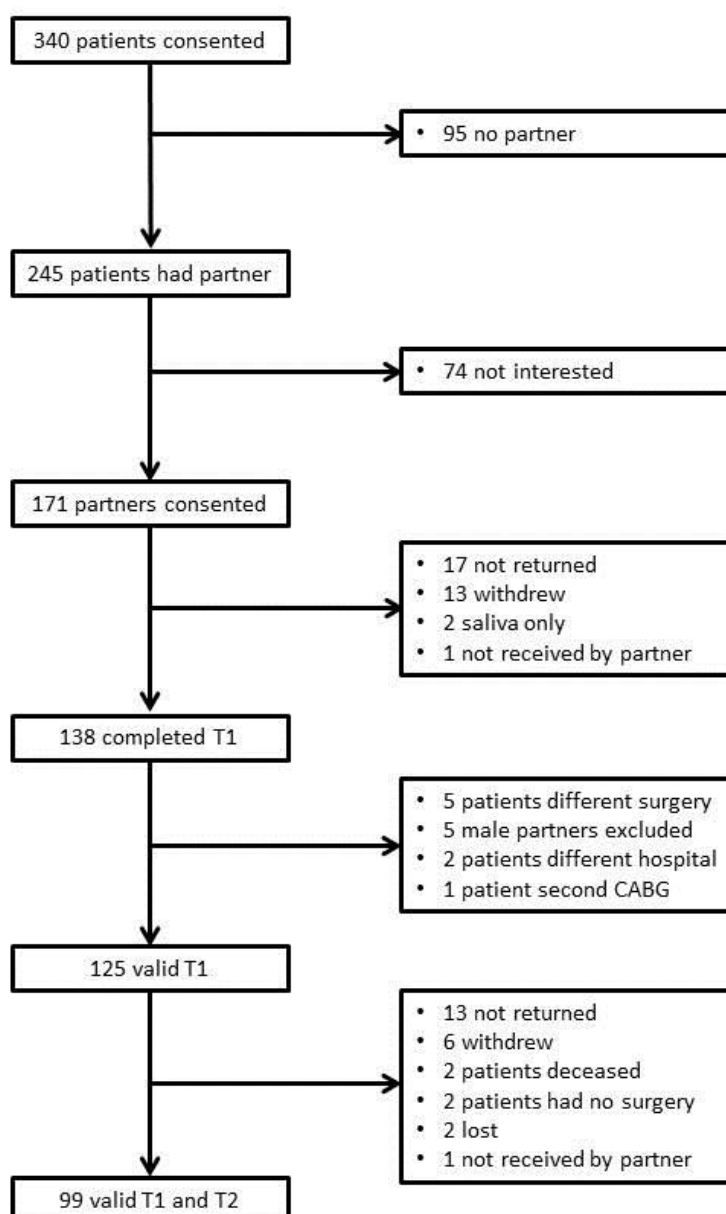 340 patients consented
• 95 no partner
245 patients had partner
• 74 not interested
171 partners consented
• 17 not returned
• 13 withdrew
• 2 saliva only
• 1 not received by partner
138 completed T1
• 5 patients different surgery
• 5 male partners excluded
• 2 patients different hospital
• 1 patient second CABG
125 valid T1
• 13 not returned
• 6 withdrew
• 2 patients deceased
• 2 patients had no surgery
• 2 lost
• 1 not received by partner
99 valid T1 and T2